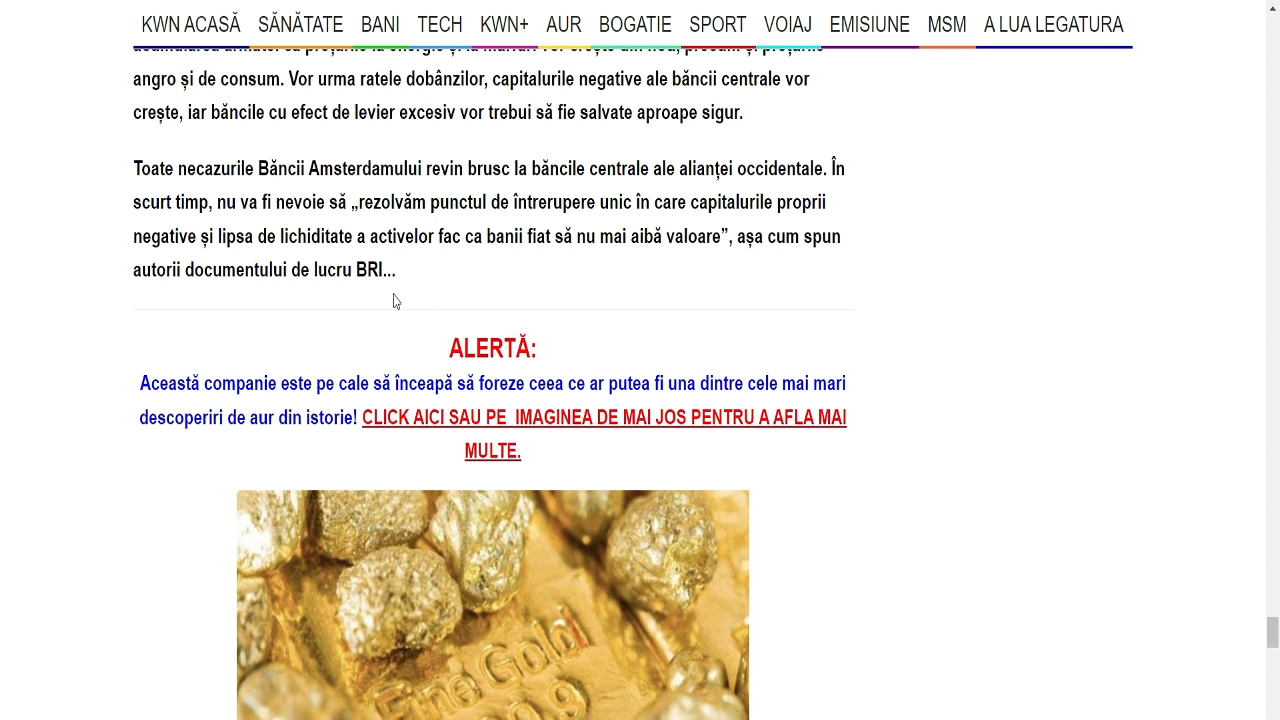 KWN ACASĂ SĂNĂTATE BANI TECH KWN+ AUR BOGATIE SPORT VOIAJ EMISIUNE MSM A LUA LEGATURA
angro și de consum. Vor urma ratele dobânzilor, capitalurile negative ale băncii centrale vor
crește, iar băncile cu efect de levier excesiv vor trebui să fie salvate aproape sigur.
Toate necazurile Băncii Amsterdamului revin brusc la băncile centrale ale alianței occidentale. În
scurt timp, nu va fi nevoie să „rezolvăm punctul de întrerupere unic în care capitalurile proprii
negative și lipsa de lichiditate a activelor fac ca banii fiat să nu mai aibă valoare”, așa cum spun
autorii documentului de lucru BRI...
ALERTĂ:
Această companie este pe cale să înceapă să foreze ceea ce ar putea fi una dintre cele mai mari
descoperiri de aur din istorie! CLICK AICI SAU PE IMAGINEA DE MAI JOS PENTRU A AFLA MAI
MULTE.
Fine Gold